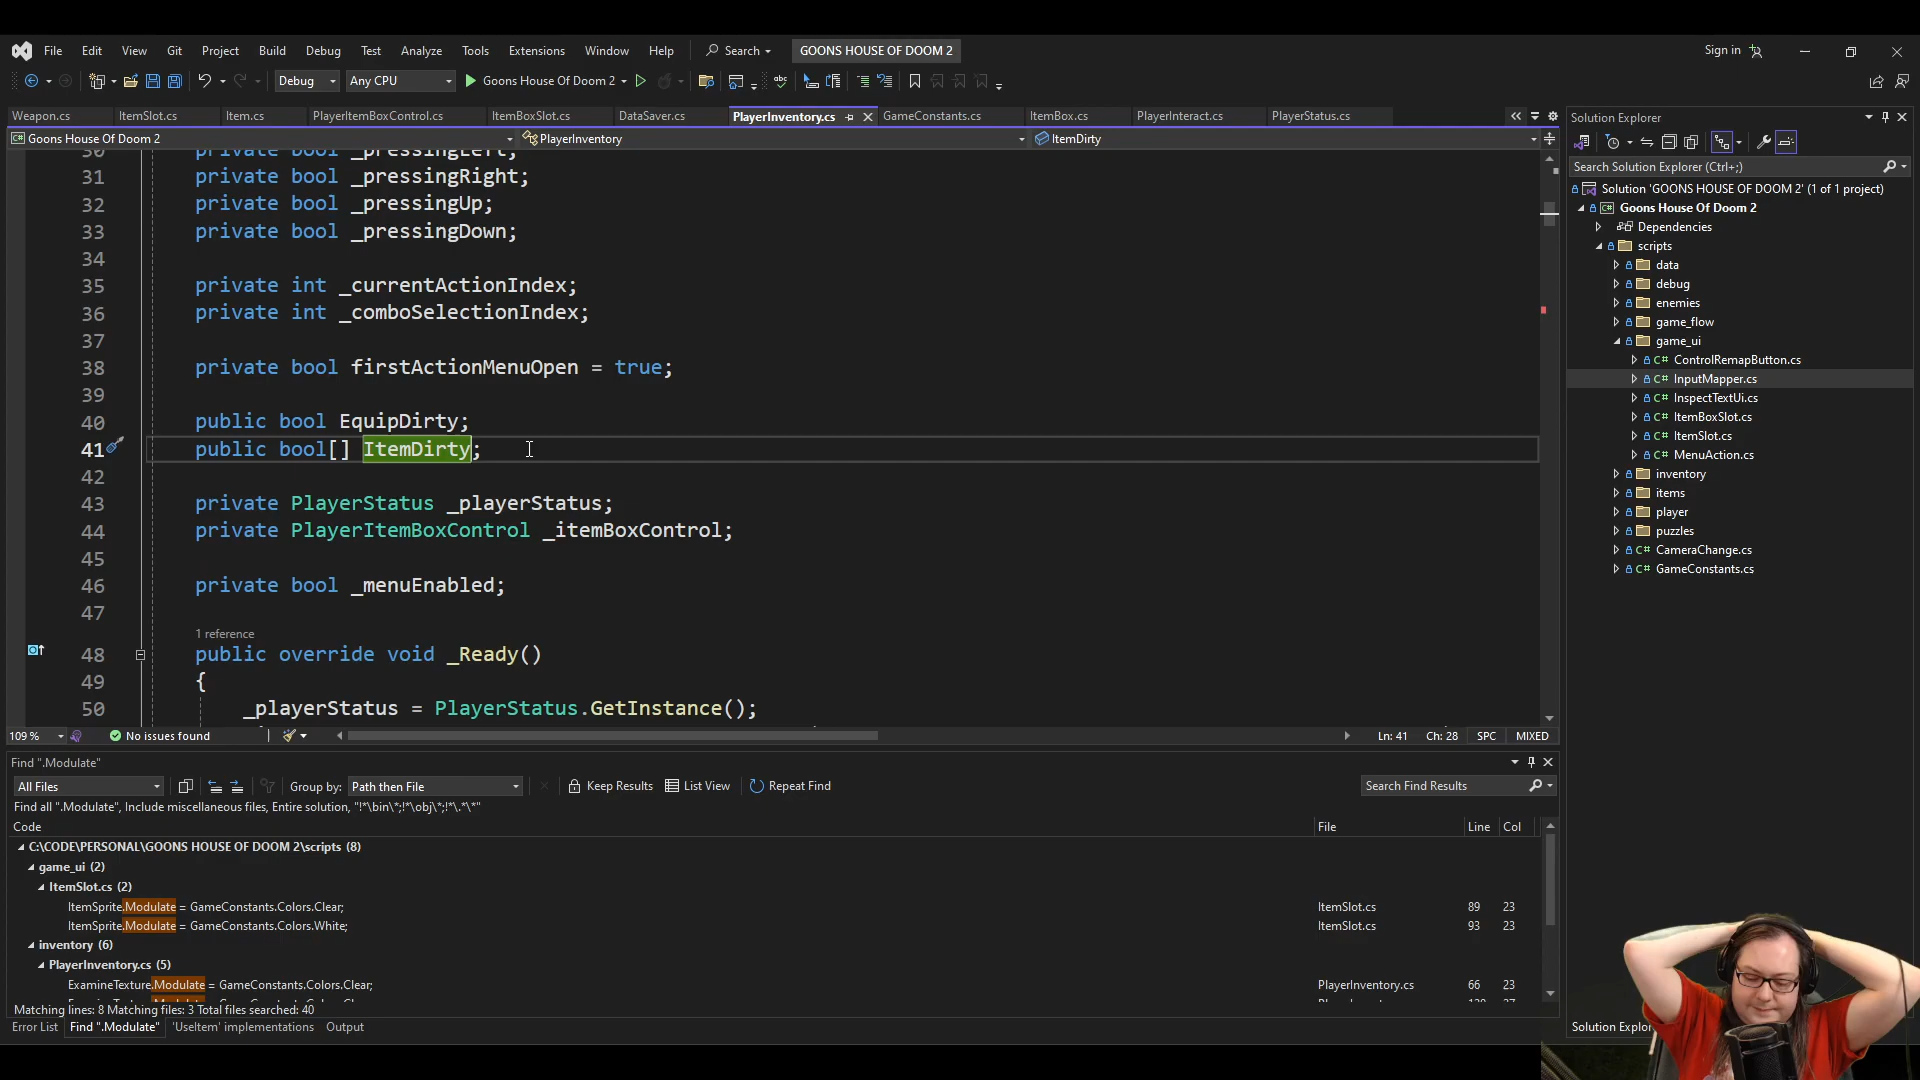 File Edit View Git Project Build Debug Test Analyze Tools Extensions Window Help Search GOONS HOUSE OF DOOM 2 Sign in
Debug Any CPU Goons House Of Doom 2
Weapon.cs ItemSlot.cs Item.cs PlayerItemBoxControl.cs ItemBoxSlot.cs DataSaver.cs PlayerInventory.cs GameConstants.cs ItemBox.cs PlayerInteract.cs PlayerStatus.cs
Goons House Of Doom 2 PlayerInventory ItemDirty
30 private bool _pressingLeft;
31 private bool _pressingRight;
32 private bool _pressingUp;
33 private bool _pressingDown;
34
35 private int _currentActionIndex;
36 private int _comboSelectionIndex;
37
38 private bool firstActionMenuOpen = true;
39
40 public bool EquipDirty;
41 public bool[] ItemDirty;
42
43 private PlayerStatus _playerStatus;
44 private PlayerItemBoxControl _itemBoxControl;
45
46 private bool _menuEnabled;
47
1 reference
48 public override void _Ready()
49 {
50 _playerStatus = PlayerStatus.GetInstance();
109 % No issues found Ln: 41 Ch: 28 SPC MIXED
Find ".Modulate"
All Files Group by: Path then File Keep Results List View Repeat Find Search Find Results
Find all ".Modulate", Include miscellaneous files, Entire solution, "!*\bin\*;!*\obj\*;!*\.*\*"
Code File Line Col
C:\CODE\PERSONAL\GOONS HOUSE OF DOOM 2\scripts (8)
game_ui (2)
ItemSlot.cs (2)
ItemSprite.Modulate = GameConstants.Colors.Clear; ItemSlot.cs 89 23
ItemSprite.Modulate = GameConstants.Colors.White; ItemSlot.cs 93 23
inventory (6)
PlayerInventory.cs (5)
ExamineTexture.Modulate = GameConstants.Colors.Clear; PlayerInventory.cs 66 23
Matching lines: 8 Matching files: 3 Total files searched: 40
Error List Find ".Modulate" 'UseItem' implementations Output
Solution Explorer
Search Solution Explorer (Ctrl+;)
Solution 'GOONS HOUSE OF DOOM 2' (1 of 1 project)
Goons House Of Doom 2
Dependencies
scripts
data
debug
enemies
game_flow
game_ui
ControlRemapButton.cs
InputMapper.cs
InspectTextUi.cs
ItemBoxSlot.cs
ItemSlot.cs
MenuAction.cs
inventory
items
player
puzzles
CameraChange.cs
GameConstants.cs
Solution Explor